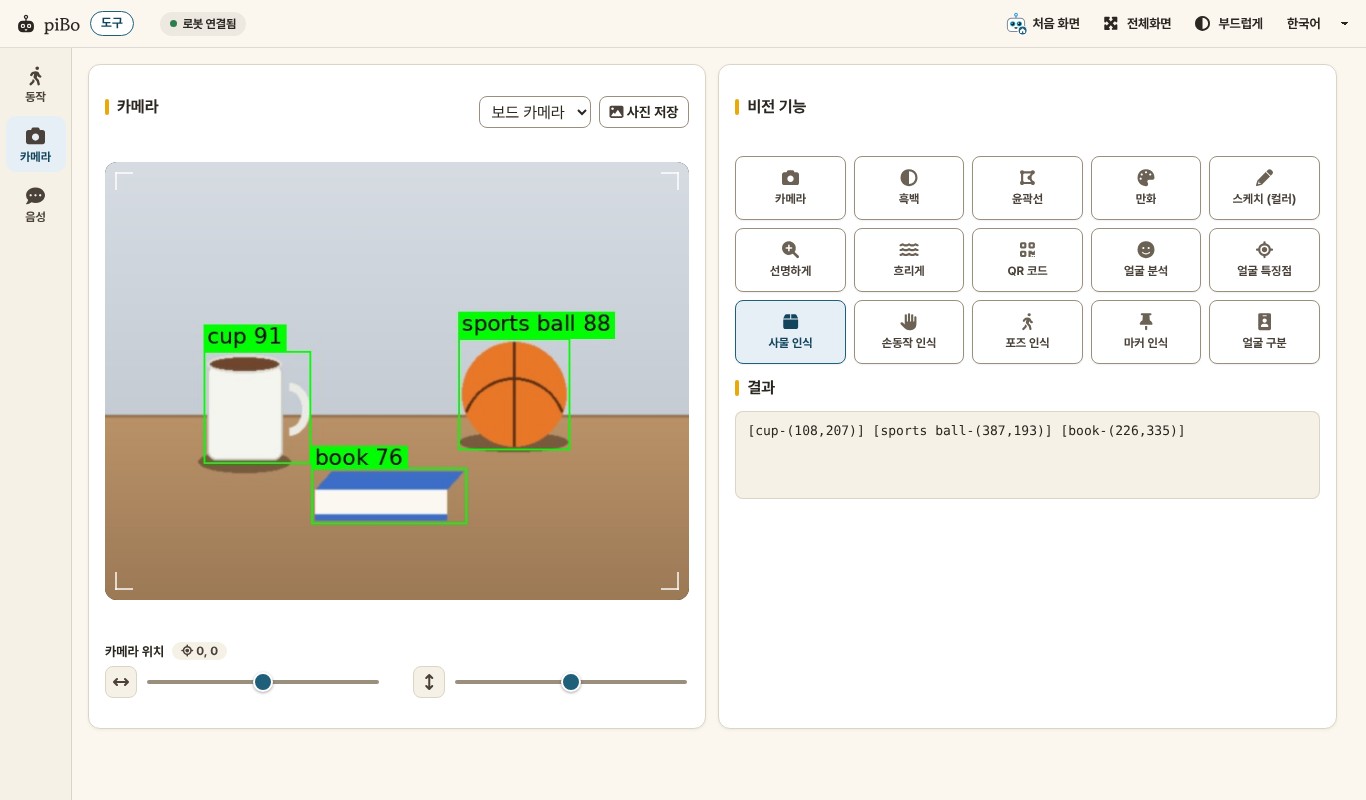 piBo
도구
로봇 연결됨
처음 화면
전체화면
부드럽게
한국어
동작
카메라
음성
카메라
보드 카메라
사진 저장
cup 91
sports ball 88
book 76
카메라 위치
0, 0
비전 기능
카메라
흑백
윤곽선
만화
스케치 (컬러)
선명하게
흐리게
QR 코드
얼굴 분석
얼굴 특징점
사물 인식
손동작 인식
포즈 인식
마커 인식
얼굴 구분
결과
[cup-(108,207)] [sports ball-(387,193)] [book-(226,335)]